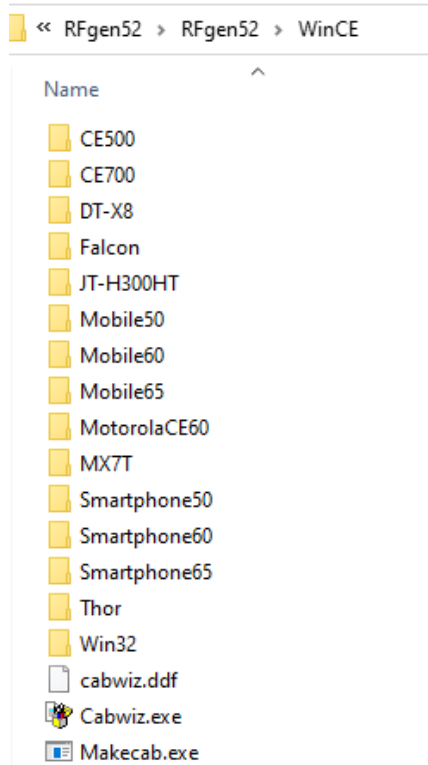 « RFgen52 > RFgen52 > WinCE
Name
CE500
CE700
DT-X8
Falcon
JT-H300HT
Mobile50
Mobile60
Mobile65
MotorolaCE60
MX7T
Smartphone50
Smartphone60
Smartphone65
Thor
Win32
cabwiz.ddf
Cabwiz.exe
Makecab.exe